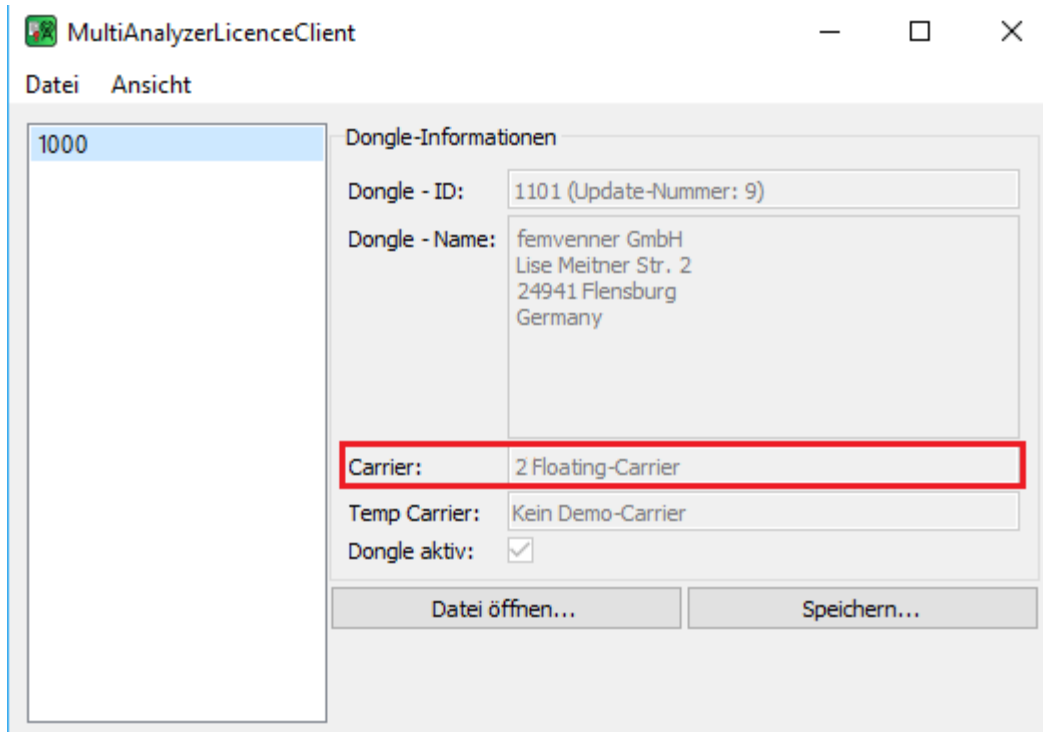 MultiAnalyzerLicenceClient
Datei Ansicht
1000
Dongle-Informationen
Dongle - ID: 1101 (Update-Nummer: 9)
Dongle - Name: femvenner GmbH
Lise Meitner Str. 2
24941 Flensburg
Germany
Carrier: 2 Floating-Carrier
Temp Carrier: Kein Demo-Carrier
Dongle aktiv:
Datei öffnen... Speichern...